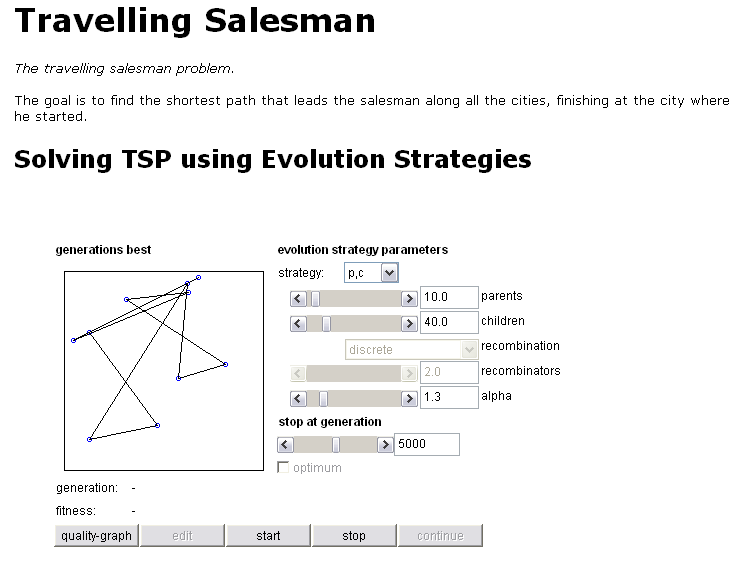 Travelling Salesman
The travelling salesman problem.
The goal is to find the shortest path that leads the salesman along all the cities, finishing at the city where
he started.
Solving TSP using Evolution Strategies
generations best
evolution strategy parameters
strategy: p,c
10.0 parents
40.0 children
discrete recombination
2.0 recombinators
1.3 alpha
stop at generation
5000
optimum
generation: -
fitness: -
quality-graph edit start stop continue